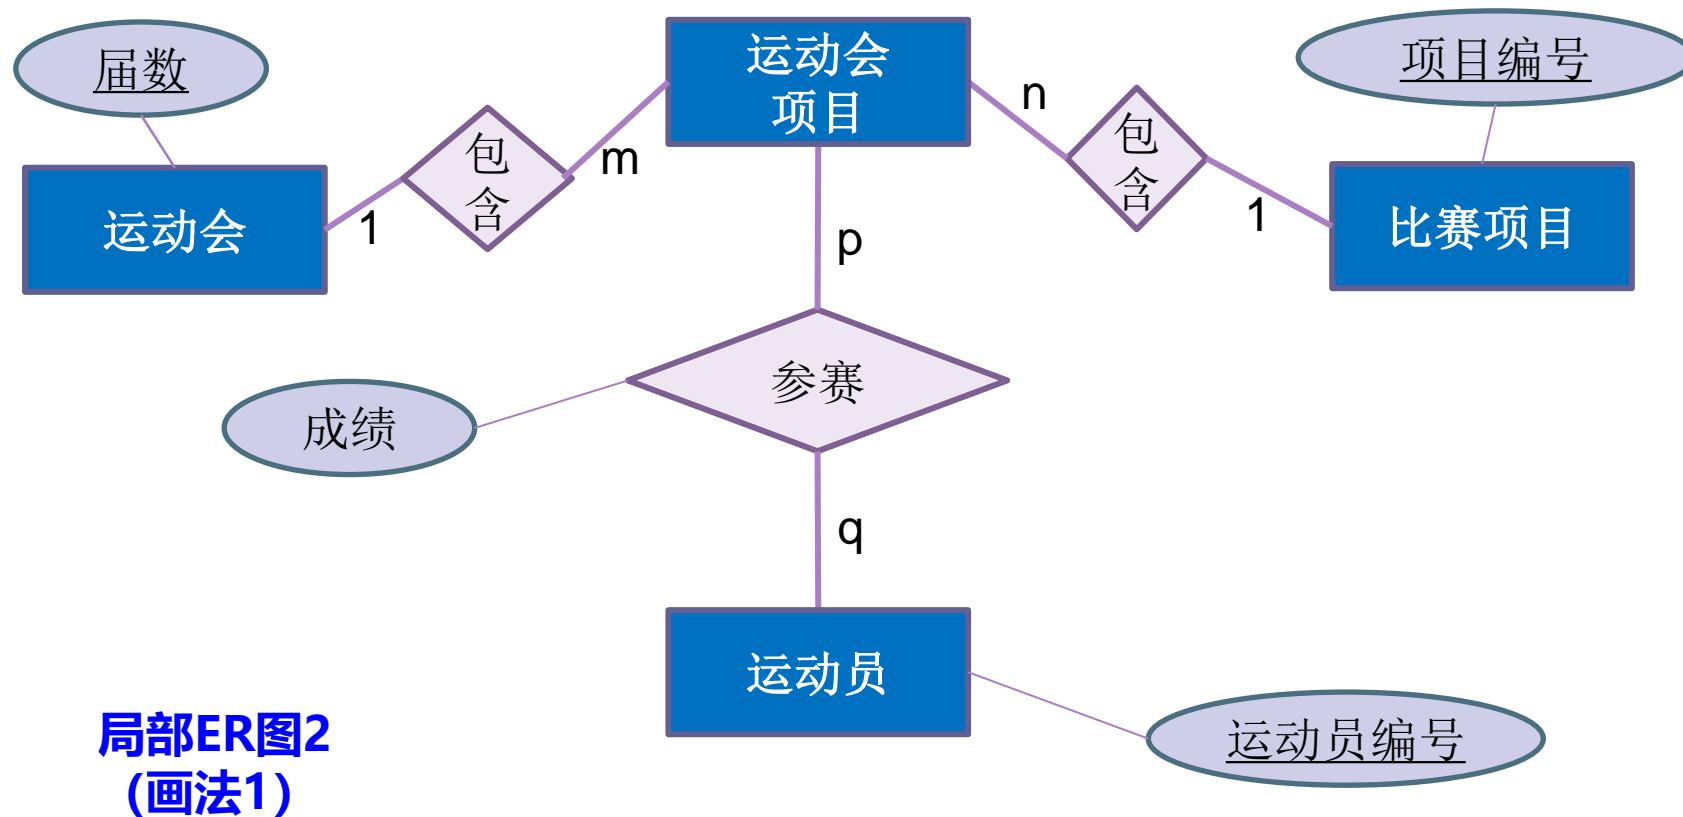 届数
运动会
项目
项目编号
n
包
含
m
包
含
1
运动会
1
比赛项目
p
参赛
成绩
q
运动员
运动员编号
局部ER图2
（画法1）